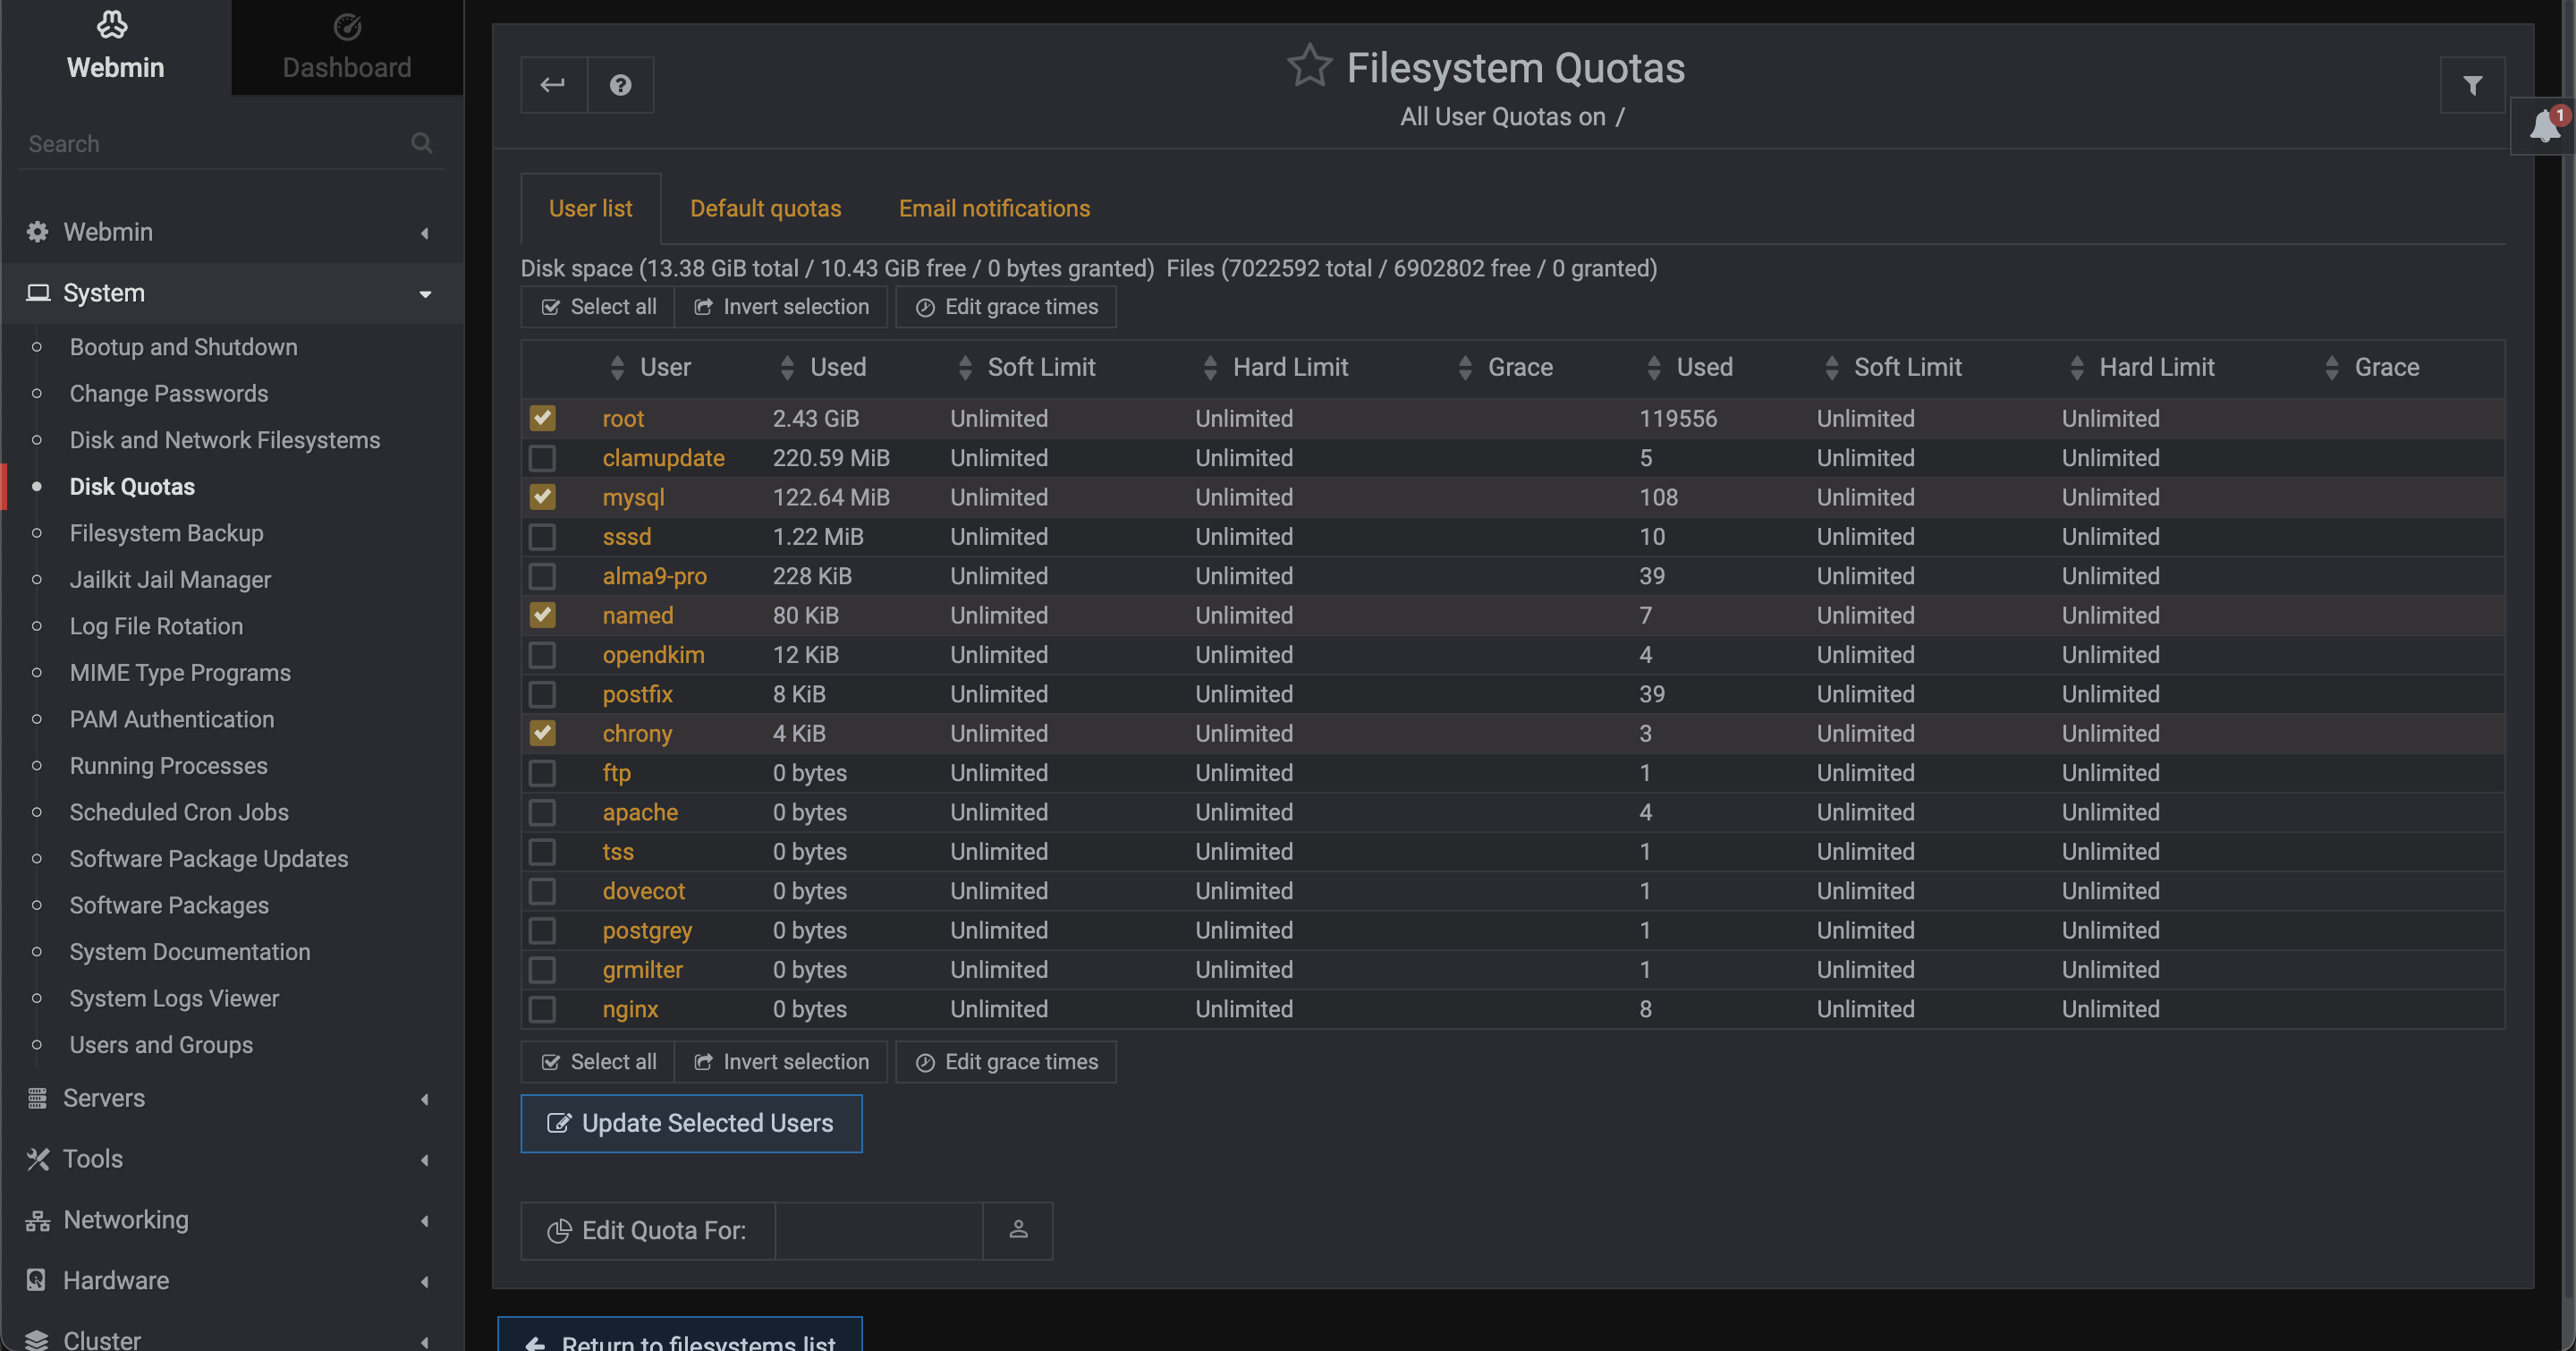 Webmin
Dashboard
Search
Webmin
System
Bootup and Shutdown
Change Passwords
Disk and Network Filesystems
Disk Quotas
Filesystem Backup
Jailkit Jail Manager
Log File Rotation
MIME Type Programs
PAM Authentication
Running Processes
Scheduled Cron Jobs
Software Package Updates
Software Packages
System Documentation
System Logs Viewer
Users and Groups
Servers
Tools
Networking
Hardware
Cluster
Filesystem Quotas
All User Quotas on /
1
User list Default quotas Email notifications
Disk space (13.38 GiB total / 10.43 GiB free / 0 bytes granted) Files (7022592 total / 6902802 free / 0 granted)
Select all Invert selection Edit grace times
User Used Soft Limit Hard Limit Grace Used Soft Limit Hard Limit Grace
root 2.43 GiB Unlimited Unlimited 119556 Unlimited Unlimited
clamupdate 220.59 MiB Unlimited Unlimited 5 Unlimited Unlimited
mysql 122.64 MiB Unlimited Unlimited 108 Unlimited Unlimited
sssd 1.22 MiB Unlimited Unlimited 10 Unlimited Unlimited
alma9-pro 228 KiB Unlimited Unlimited 39 Unlimited Unlimited
named 80 KiB Unlimited Unlimited 7 Unlimited Unlimited
opendkim 12 KiB Unlimited Unlimited 4 Unlimited Unlimited
postfix 8 KiB Unlimited Unlimited 39 Unlimited Unlimited
chrony 4 KiB Unlimited Unlimited 3 Unlimited Unlimited
ftp 0 bytes Unlimited Unlimited 1 Unlimited Unlimited
apache 0 bytes Unlimited Unlimited 4 Unlimited Unlimited
tss 0 bytes Unlimited Unlimited 1 Unlimited Unlimited
dovecot 0 bytes Unlimited Unlimited 1 Unlimited Unlimited
postgrey 0 bytes Unlimited Unlimited 1 Unlimited Unlimited
grmilter 0 bytes Unlimited Unlimited 1 Unlimited Unlimited
nginx 0 bytes Unlimited Unlimited 8 Unlimited Unlimited
Select all Invert selection Edit grace times
Update Selected Users
Edit Quota For:
Return to filesystems list